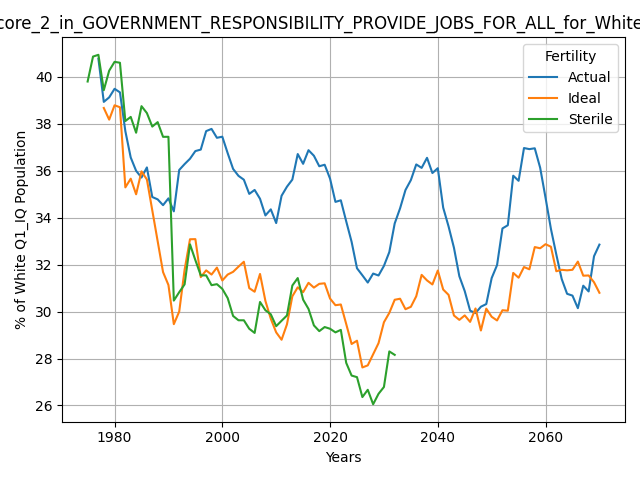 core_2_in_GOVERNMENT_RESPONSIBILITY_PROVIDE_JOBS_FOR_ALL_for_White
% of White Q1_IQ Population
40
38
36
34
32
30
28
26
Fertility
Actual
Ideal
Sterile
1980
2000
2020
2040
2060
Years